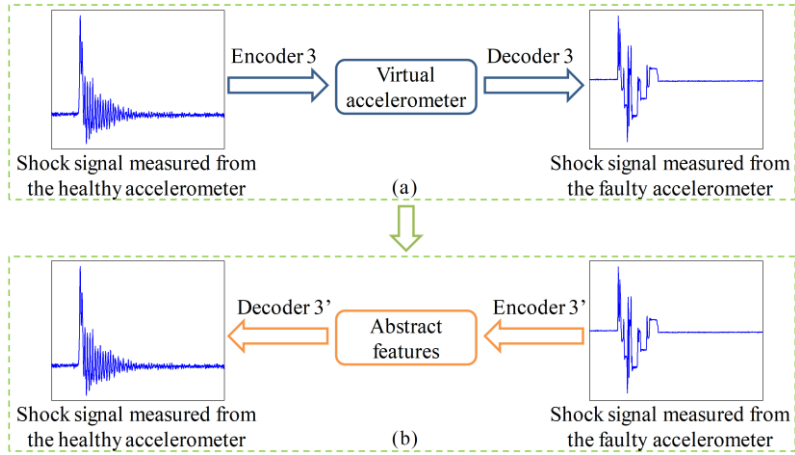 Encoder 3
Decoder 3
Virtual
accelerometer
Shock signal measured from
the healthy accelerometer
Shock signal measured from
the faulty accelerometer
(a)
Decoder 3’
Encoder 3’
Abstract
features
Shock signal measured from
the healthy accelerometer
Shock signal measured from
the faulty accelerometer
(b)